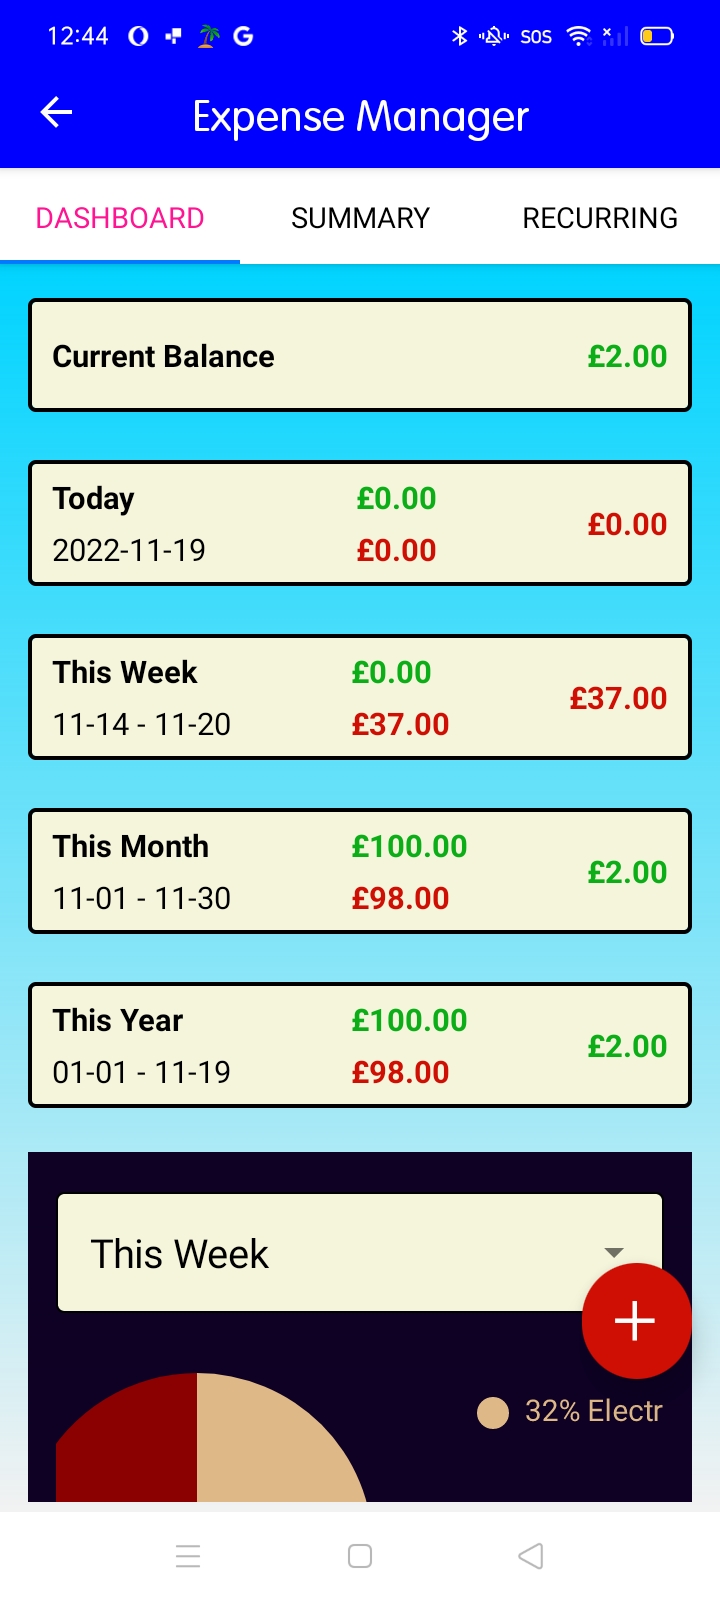 12:44 SOS
Expense Manager
DASHBOARD SUMMARY RECURRING
Current Balance £2.00
Today £0.00
£0.00
2022-11-19 £0.00
This Week £0.00
£37.00
11-14 - 11-20 £37.00
This Month £100.00
£2.00
11-01 - 11-30 £98.00
This Year £100.00
£2.00
01-01 - 11-19 £98.00
This Week
32% Electr